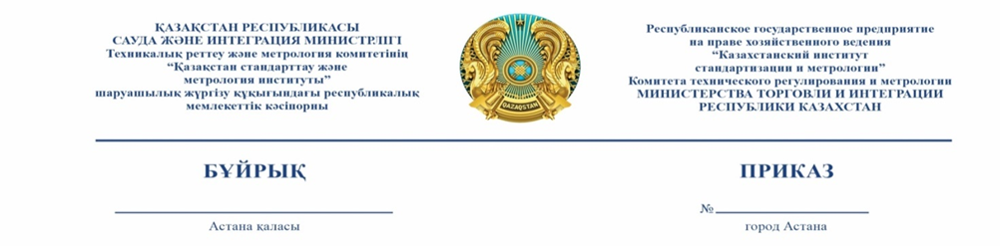 ҚАЗАҚСТАН РЕСПУБЛИКАСЫ
САУДА ЖӘНЕ ИНТЕГРАЦИЯ МИНИСТРЛІГІ
Техникалық реттеу және метрология комитетінің
“Қазақстан стандарттау және
метрология институты”
шаруашылық жүргізу құқығындағы республикалық
мемлекеттік кәсіпорны
QAZAQSTAN
Республиканское государственное предприятие
на праве хозяйственного ведения
“Казахстанский институт
стандартизации и метрологии”
Комитета технического регулирования и метрологии
МИНИСТЕРСТВА ТОРГОВЛИ И ИНТЕГРАЦИИ
РЕСПУБЛИКИ КАЗАХСТАН
БҰЙРЫҚ
Астана қаласы
ПРИКАЗ
№
город Астана